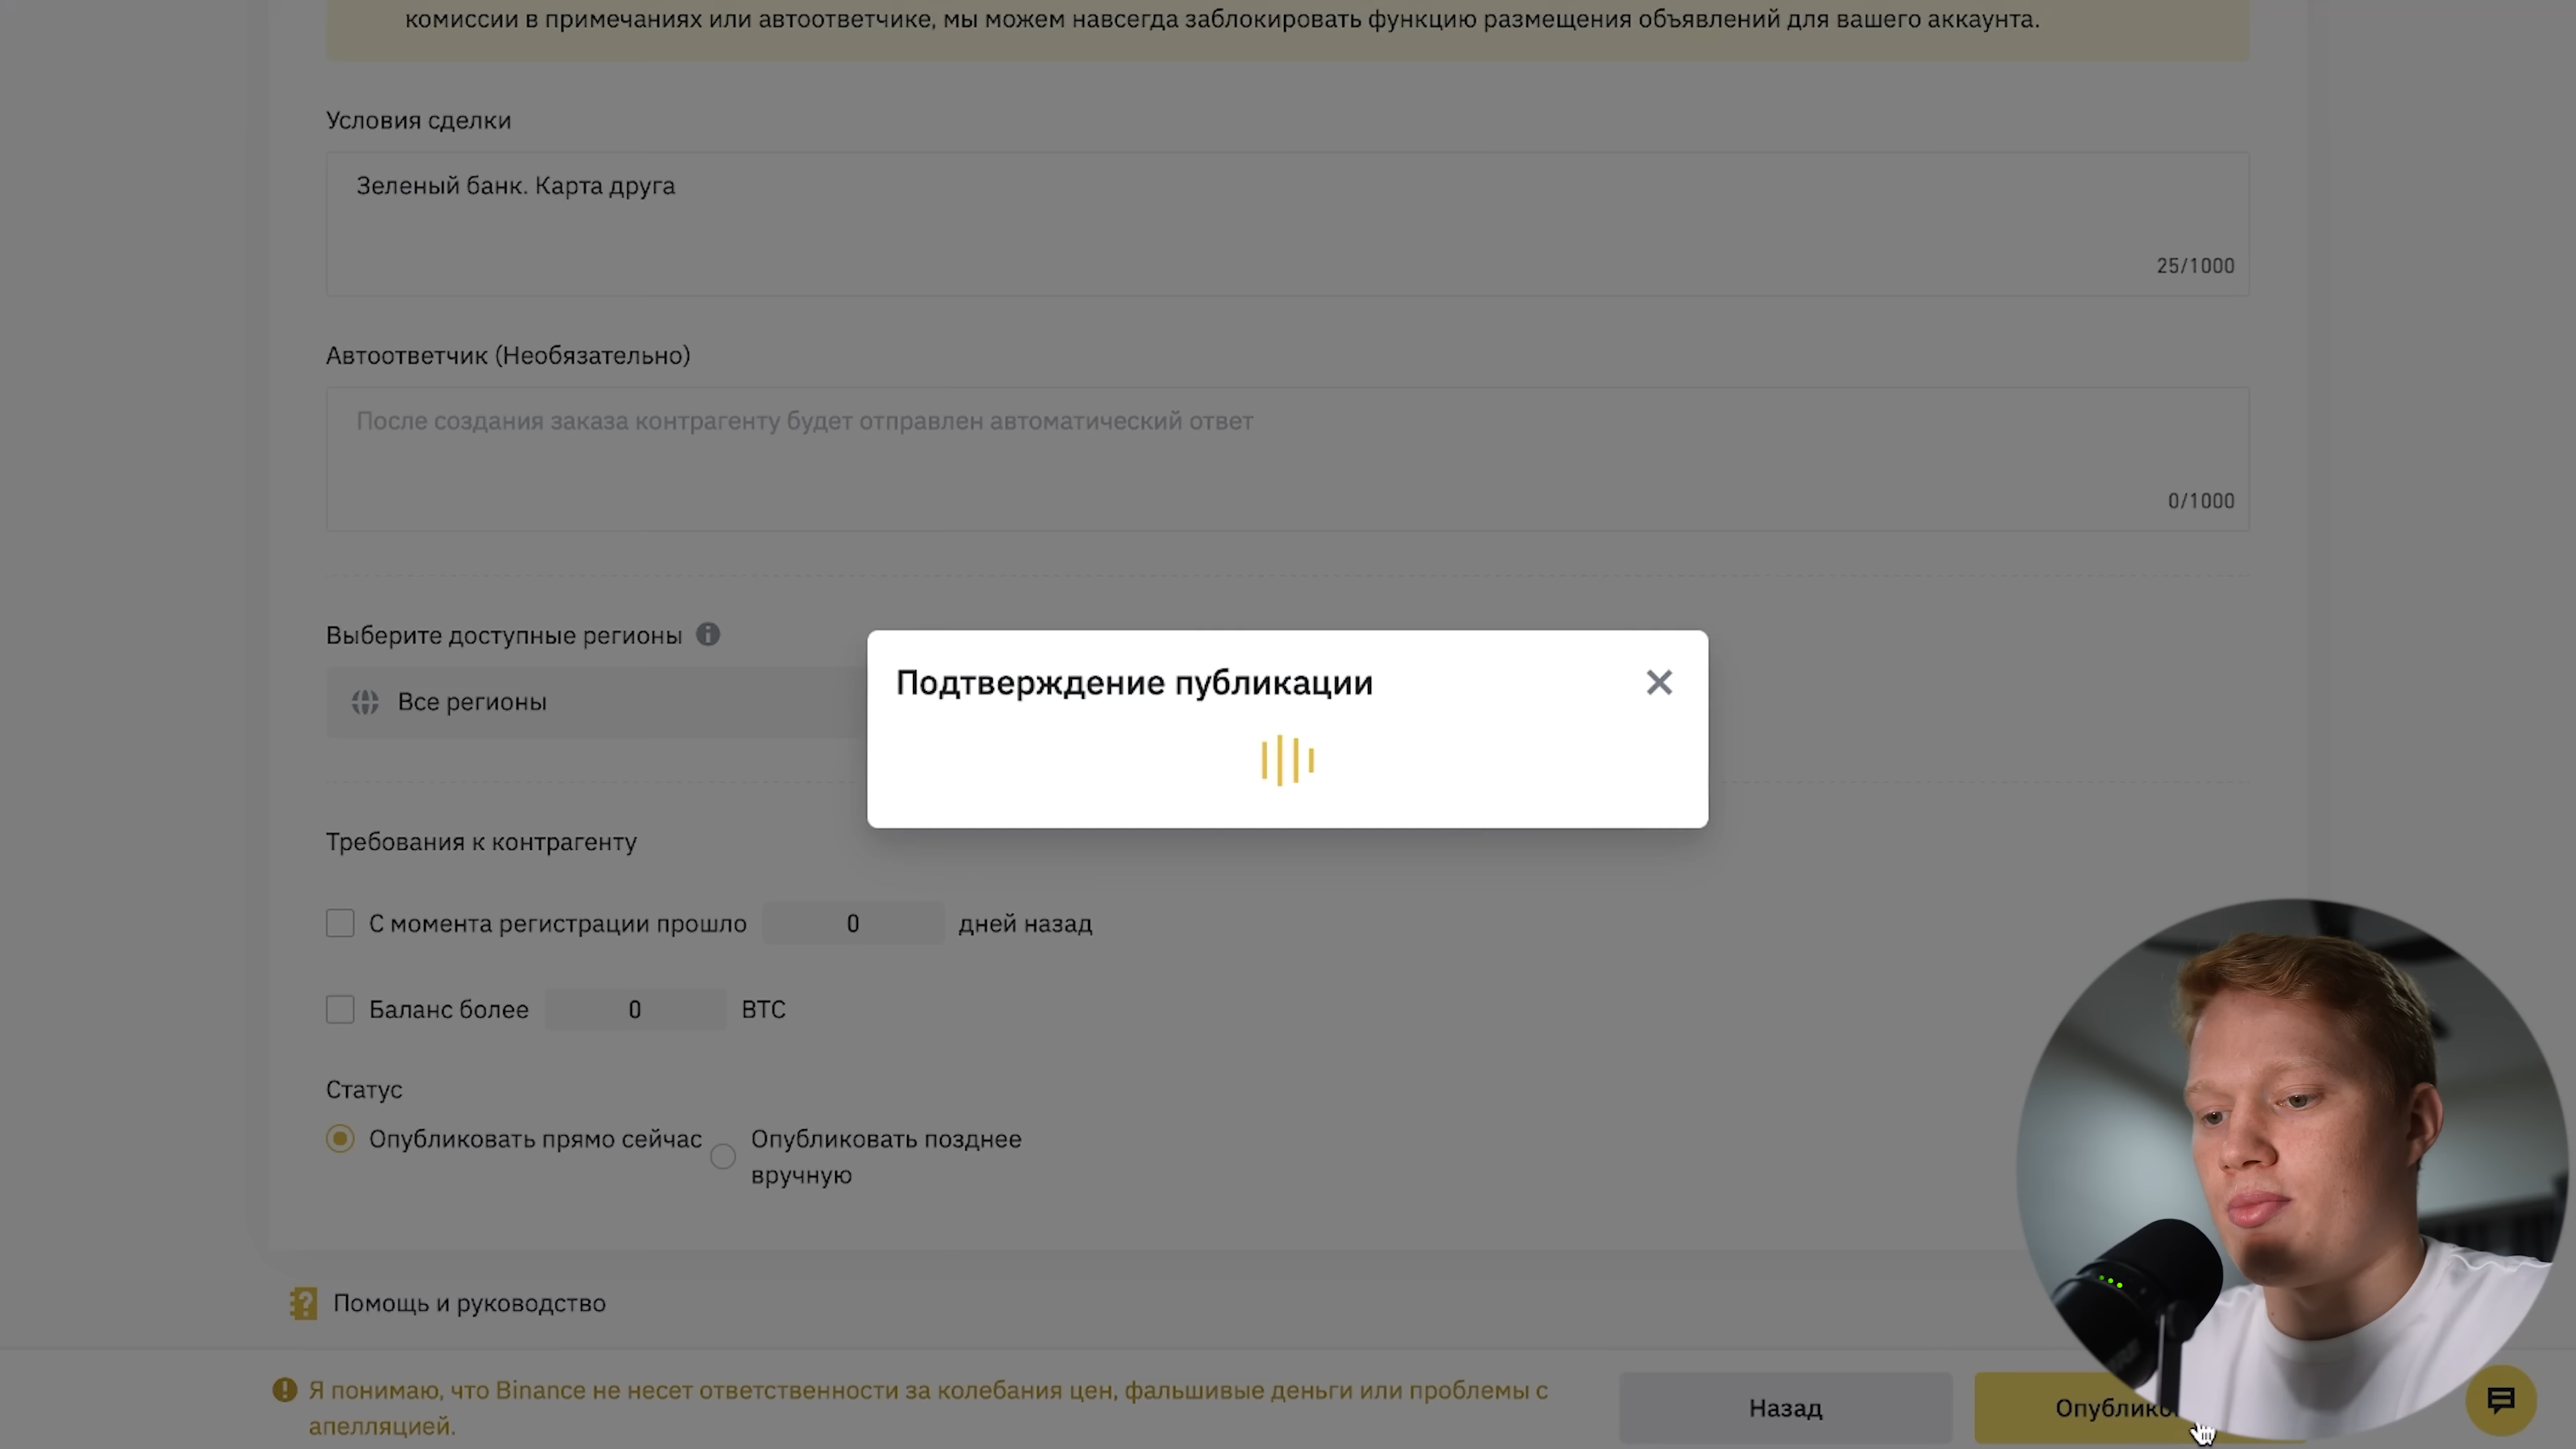 комиссии в примечаниях или автоответчике, мы можем навсегда заблокировать функцию размещения объявлений для вашего аккаунта.
Условия сделки
Зеленый банк. Карта друга
25/1000
Автоответчик (Необязательно)
После создания заказа контрагенту будет отправлен автоматический ответ
0/1000
Выберите доступные регионы
Все регионы
Подтверждение публикации
Требования к контрагенту
С момента регистрации прошло 0 дней назад
Баланс более 0 BTC
Статус
Опубликовать прямо сейчас
Опубликовать позднее
вручную
Помощь и руководство
Я понимаю, что Binance не несет ответственности за колебания цен, фальшивые деньги или проблемы с
апелляцией.
Назад